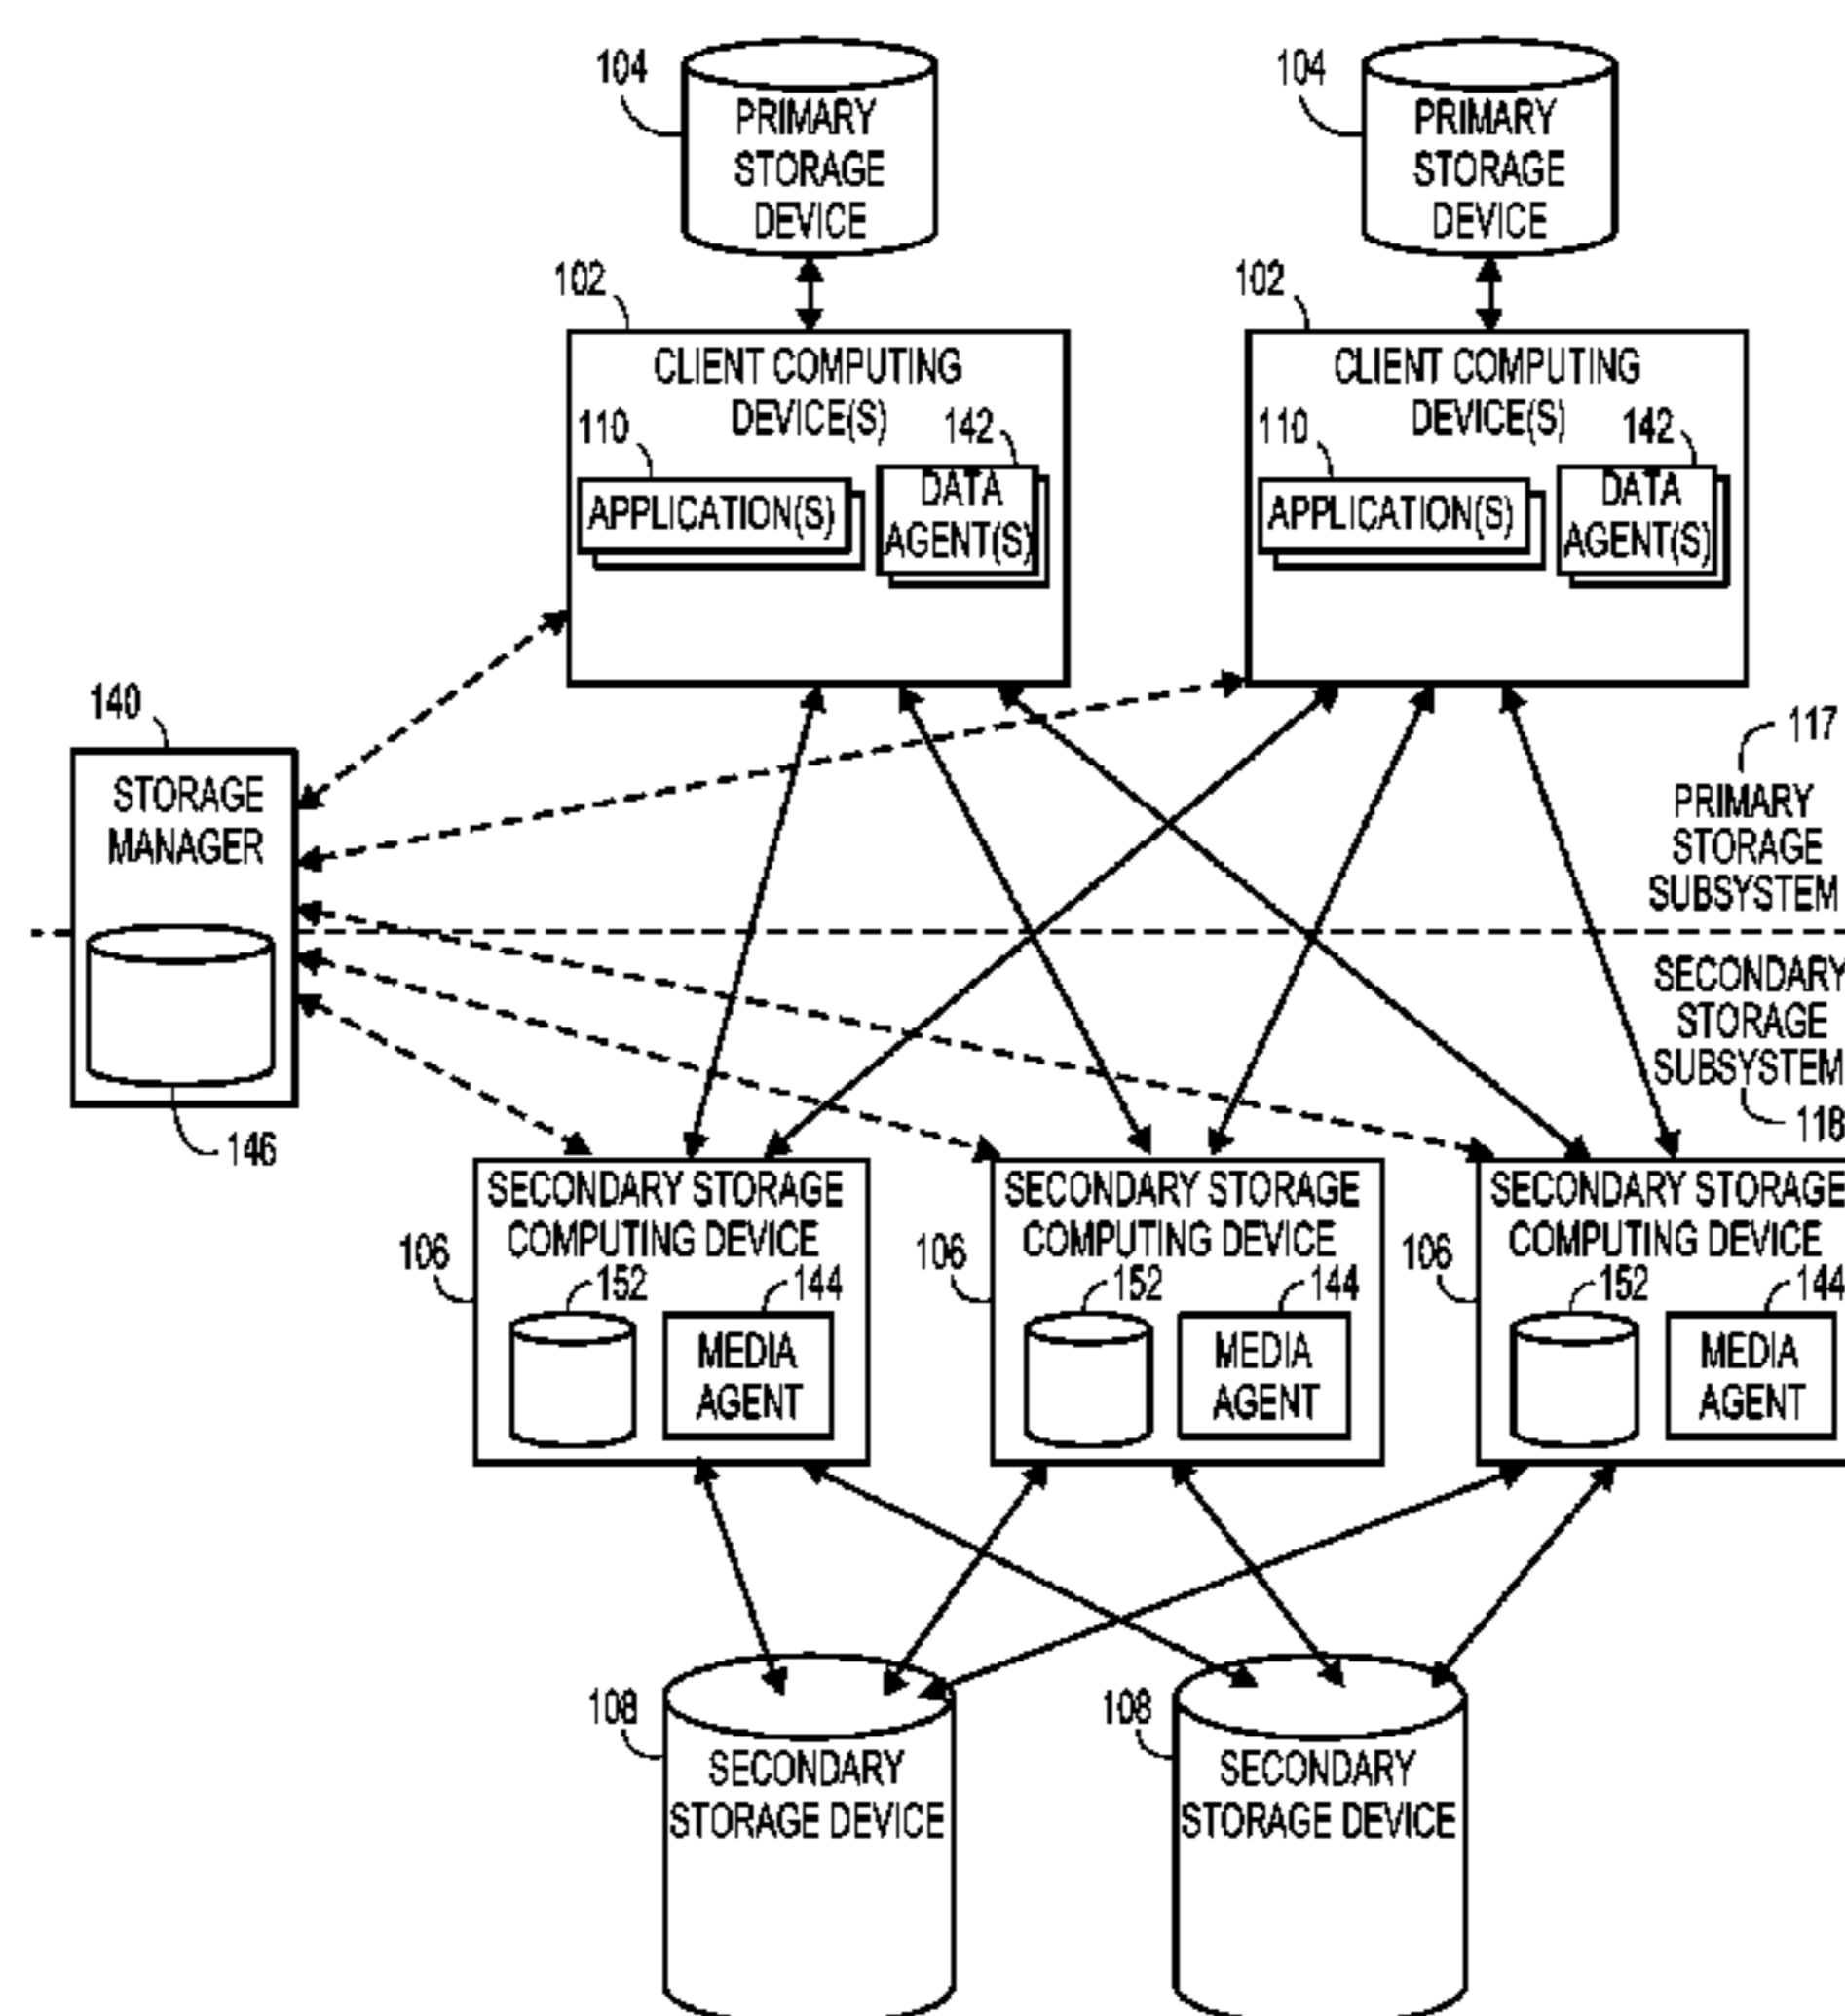 104
PRIMARY
STORAGE
DEVICE
104
PRIMARY
STORAGE
DEVICE
102
CLIENT COMPUTING
DEVICE(S)
110
142
APPLICATION(S)
DATA
AGENT(S)
102
CLIENT COMPUTING
DEVICE(S)
110
142
APPLICATION(S)
DATA
AGENT(S)
140
STORAGE
MANAGER
146
117
PRIMARY
STORAGE
SUBSYSTEM
SECONDARY
STORAGE
SUBSYSTEM
118
106
SECONDARY STORAGE
COMPUTING DEVICE
152
144
MEDIA
AGENT
106
SECONDARY STORAGE
COMPUTING DEVICE
152
144
MEDIA
AGENT
106
SECONDARY STORAGE
COMPUTING DEVICE
152
144
MEDIA
AGENT
108
SECONDARY
STORAGE DEVICE
108
SECONDARY
STORAGE DEVICE